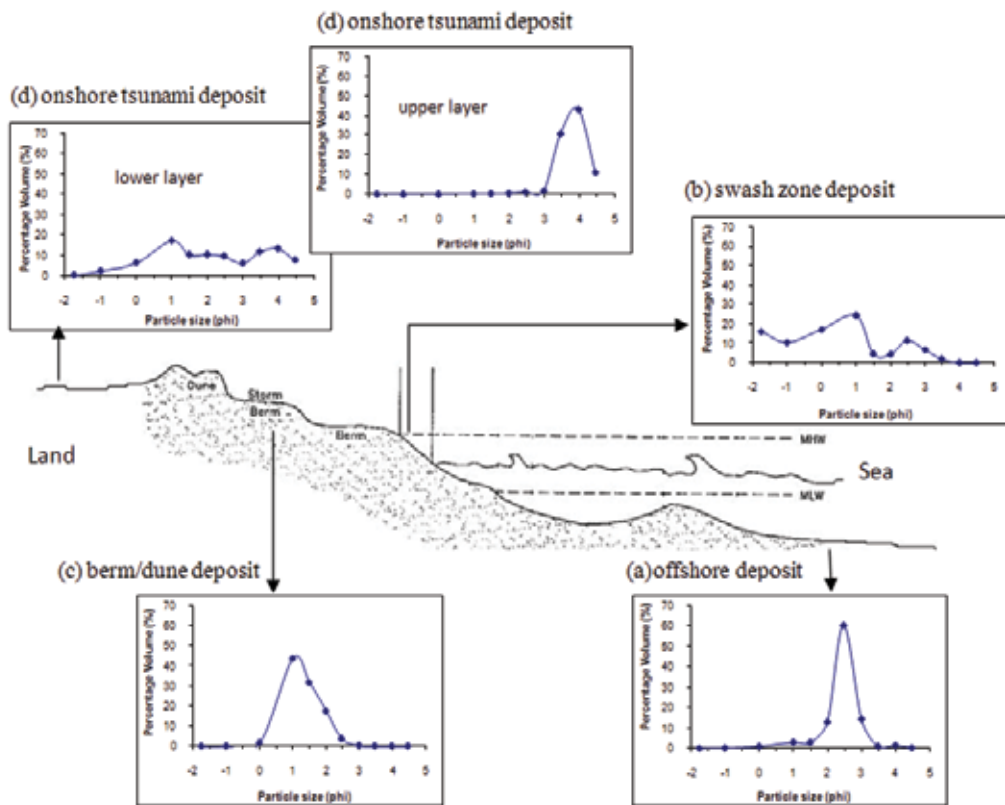 (d) onshore tsunami deposit
70
60
50
40
30
20
10
0
Percentage Volume (%)
upper layer
-2 -1 0 1 2 3 4 5
Particle size (phi)
(d) onshore tsunami deposit
70
60
50
40
30
20
10
0
Percentage Volume (%)
lower layer
-2 -1 0 1 2 3 4 5
Particle size (phi)
(b) swash zone deposit
70
60
50
40
30
20
10
0
Percentage Volume (%)
-2 -1 0 1 2 3 4 5
Particle size (phi)
Dune
Storm
Berm
Berm
MHW
Land
Sea
MLW
(c) berm/dune deposit
70
60
50
40
30
20
10
0
Percentage Volume (%)
-2 -1 0 1 2 3 4 5
Particle size (phi)
(a) offshore deposit
70
60
50
40
30
20
10
0
Percentage Volume (%)
-2 -1 0 1 2 3 4 5
Particle size (phi)